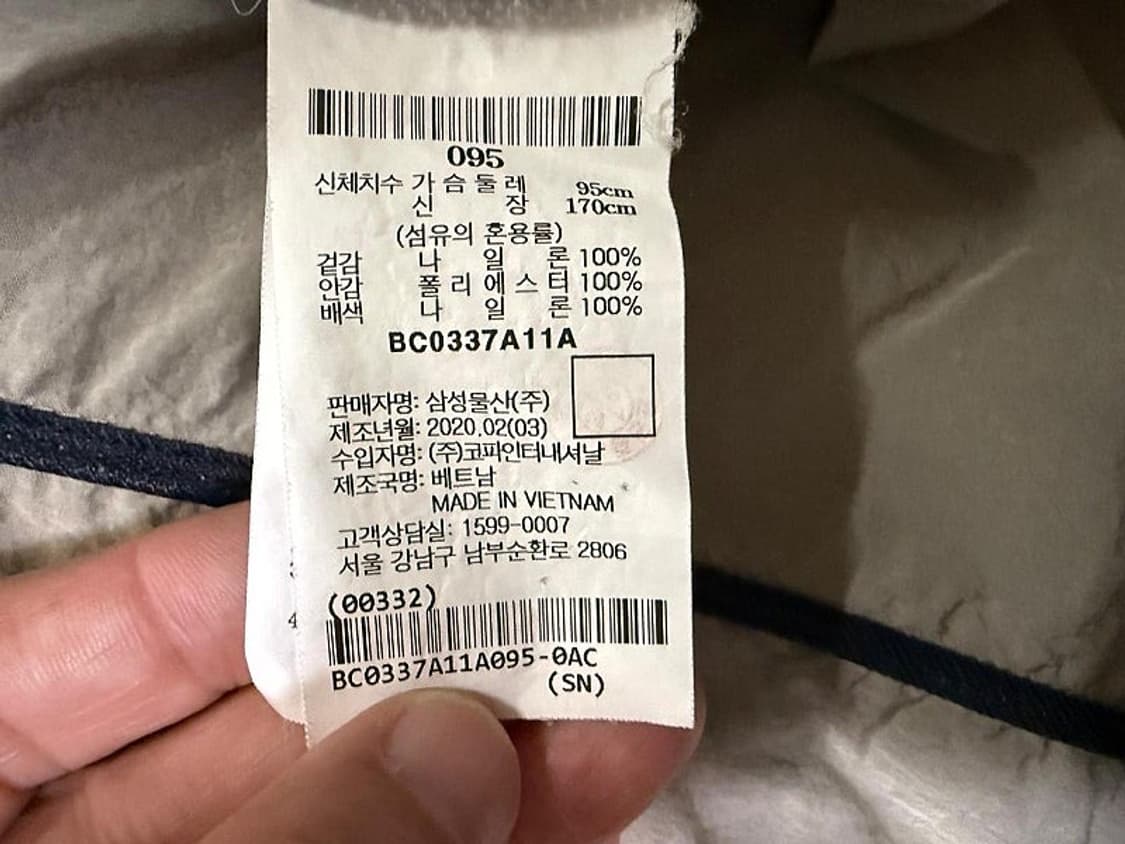 095
신체치수 가 슴 둘 레 95cm
신 장 170cm
(섬유의 혼용률)
겉감 나 일 론 100%
안감 폴 리 에 스 터 100%
배색 나 일 론 100%
BC0337A11A
판매자명: 삼성물산(주)
제조년월: 2020.02(03)
수입자명: (주)코피인터내셔날
제조국명: 베트남
MADE IN VIETNAM
고객상담실: 1599-0007
서울 강남구 남부순환로 2806
(00332)
BC0337A11A095-0AC
(SN)